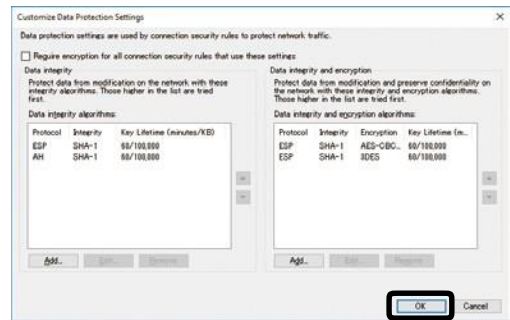 Customize Data Protection Settings
Data protection settings are used by connection security rules to protect network traffic.
Require encryption for all connection security rules that use these settings
Data integrity
Protect data from modification on the network with these
integrity algorithms. Those higher in the list are tried
first.
Data integrity algorithms:
Protocol Integrity Key Lifetime (minutes/KB)
ESP SHA-1 60/100,000
AH SHA-1 60/100,000
Add... Edit... Remove
Data integrity and encryption
Protect data from modification and preserve confidentiality on
the network with these integrity and encryption algorithms.
Those higher in the list are tried first.
Data integrity and encryption algorithms:
Protocol Integrity Encryption Key Lifetime (m...
ESP SHA-1 AES-CBC... 60/100,000
ESP SHA-1 3DES 60/100,000
Add... Edit... Remove
OK Cancel